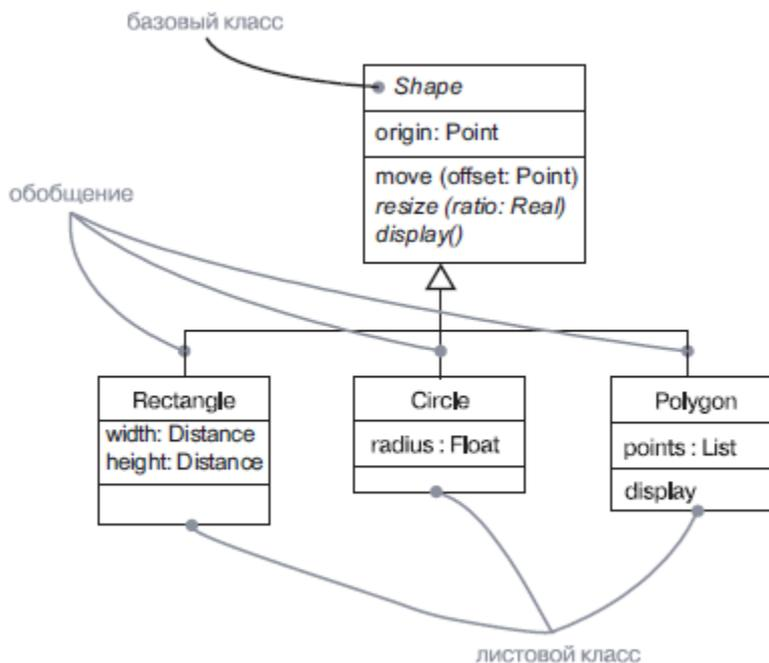 базовый класс
Shape
origin: Point
move (offset: Point)
resize (ratio: Real)
display()
обобщение
Rectangle
width: Distance
height: Distance
Circle
radius : Float
Polygon
points : List
display
листовой класс